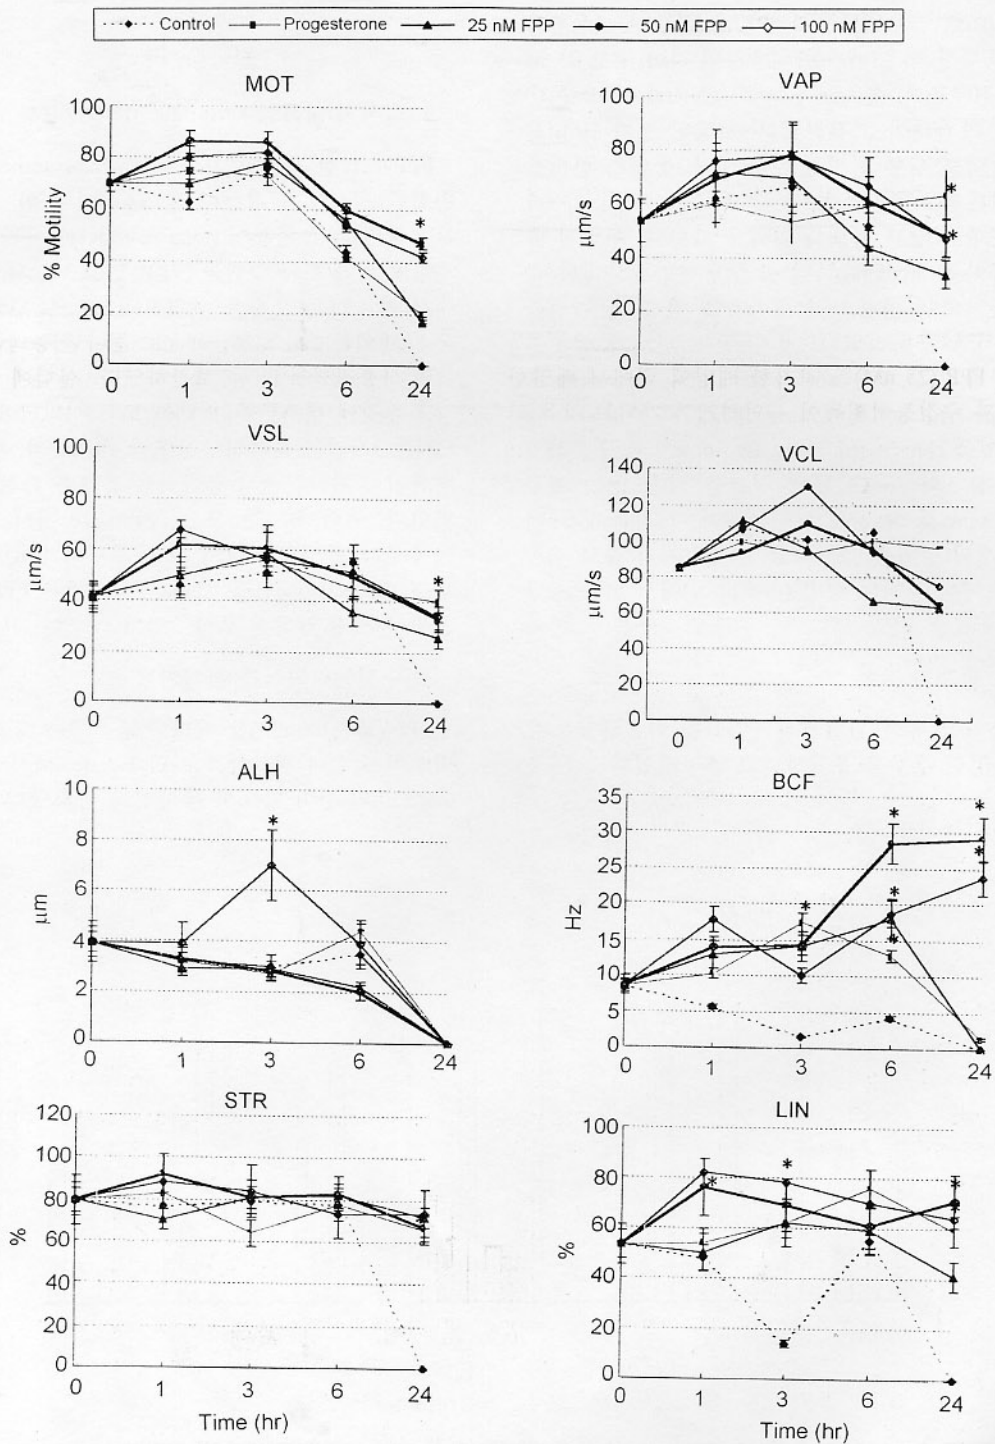 Control Progesterone 25 nM FPP 50 nM FPP 100 nM FPP
MOT
100
80
60
40
20
0
% Motility
*
0 1 3 6 24
VAP
100
80
60
40
20
0
μm/s
*
*
0 1 3 6 24
VSL
100
80
60
40
20
0
μm/s
*
0 1 3 6 24
VCL
140
120
100
80
60
40
20
0
μm/s
0 1 3 6 24
ALH
10
8
6
4
2
0
μm
*
0 1 3 6 24
BCF
35
30
25
20
15
10
5
0
Hz
* *
*
* *
*
0 1 3 6 24
STR
120
100
80
60
40
20
0
%
0 1 3 6 24
Time (hr)
LIN
100
80
60
40
20
0
%
*
* *
*
0 1 3 6 24
Time (hr)